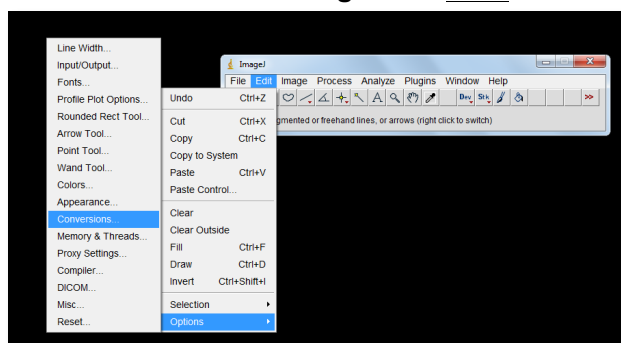 ImageJ
File Edit Image Process Analyze Plugins Window Help
A Dev Stk >>
gmented or freehand lines, or arrows (right click to switch)
Undo Ctrl+Z
Cut Ctrl+X
Copy Ctrl+C
Copy to System
Paste Ctrl+V
Paste Control...
Clear
Clear Outside
Fill Ctrl+F
Draw Ctrl+D
Invert Ctrl+Shift+I
Selection
Options
Line Width...
Input/Output...
Fonts...
Profile Plot Options...
Rounded Rect Tool...
Arrow Tool...
Point Tool...
Wand Tool...
Colors...
Appearance...
Conversions...
Memory & Threads...
Proxy Settings...
Compiler...
DICOM...
Misc...
Reset...